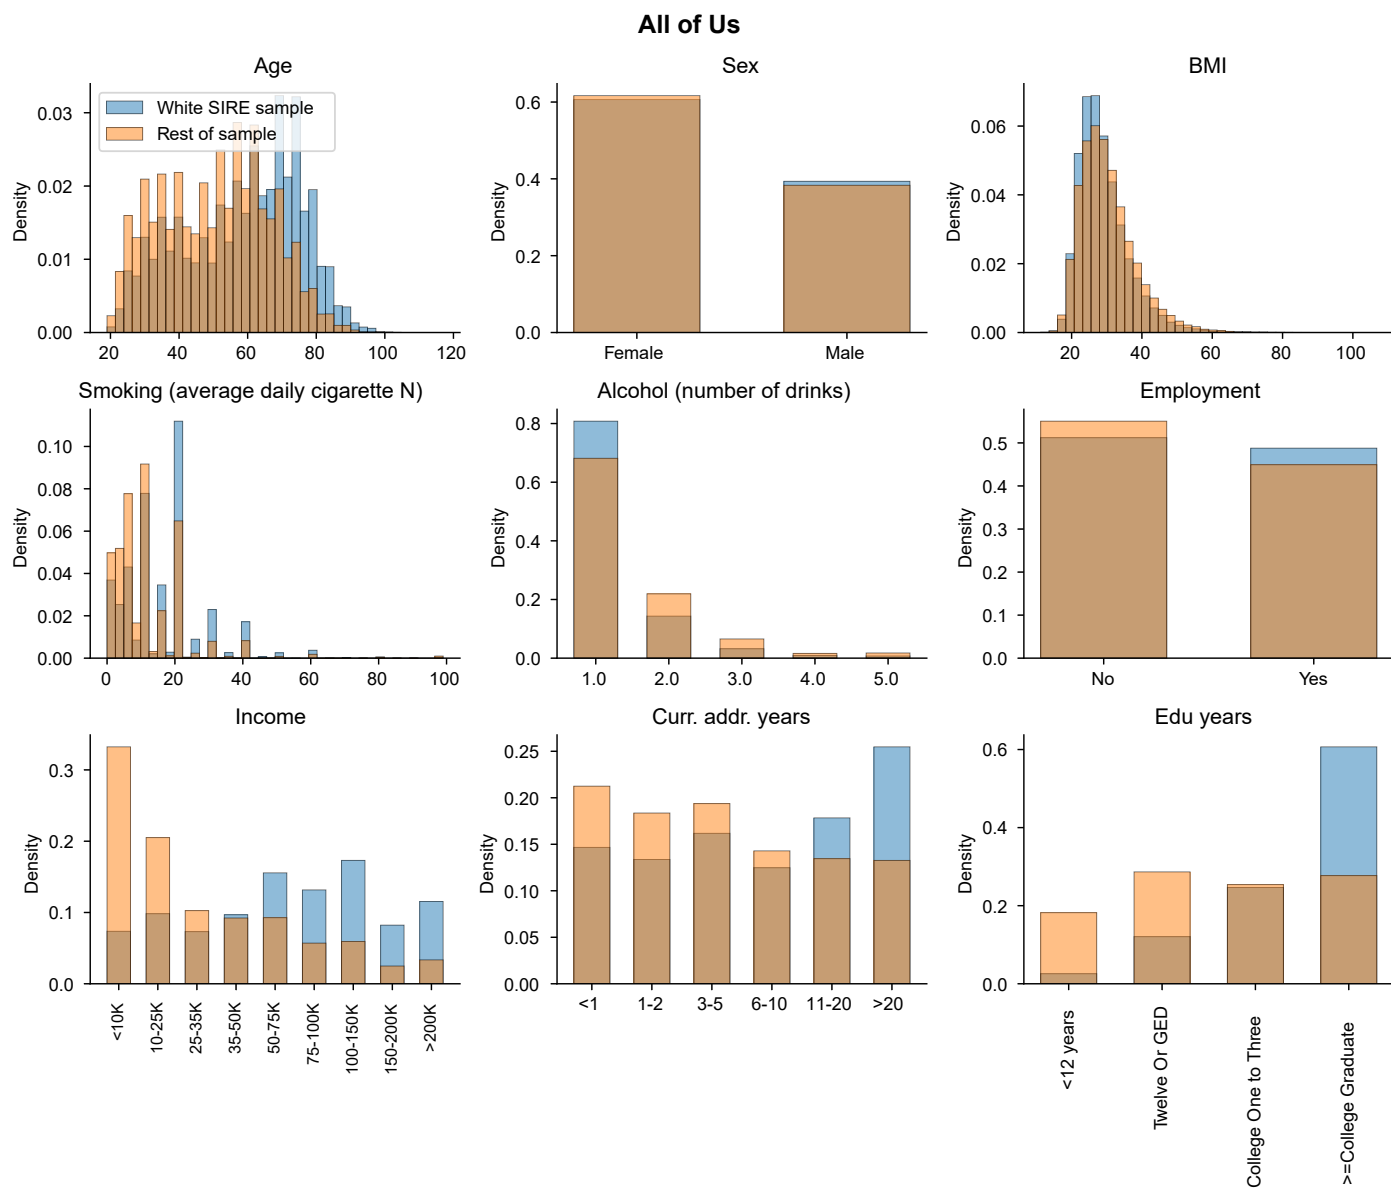 All of Us
Age
Sex
BMI
White SIRE sample
Rest of sample
Density
0.03
0.02
0.01
0.00
20 40 60 80 100 120
Density
0.6
0.4
0.2
0.0
Female Male
Density
0.06
0.04
0.02
0.00
20 40 60 80 100
Smoking (average daily cigarette N)
Alcohol (number of drinks)
Employment
Density
0.10
0.08
0.06
0.04
0.02
0.00
0 20 40 60 80 100
Density
0.8
0.6
0.4
0.2
0.0
1.0 2.0 3.0 4.0 5.0
Density
0.5
0.4
0.3
0.2
0.1
0.0
No Yes
Income
Curr. addr. years
Edu years
Density
0.3
0.2
0.1
0.0
<10K
10-25K
25-35K
35-50K
50-75K
75-100K
100-150K
150-200K
>200K
Density
0.25
0.20
0.15
0.10
0.05
0.00
<1 1-2 3-5 6-10 11-20 >20
Density
0.6
0.4
0.2
0.0
<12 years
Twelve Or GED
College One to Three
>=College Graduate